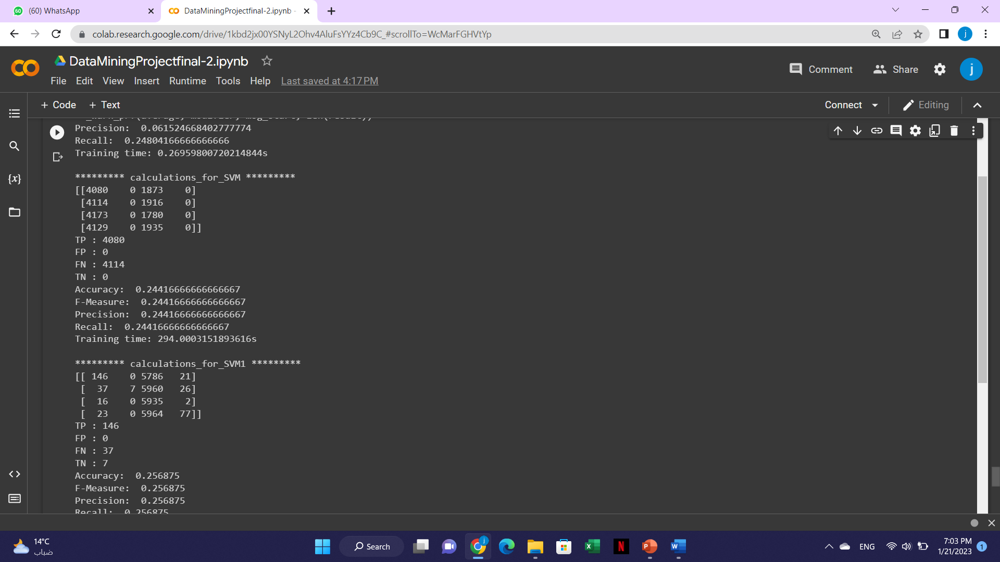 (60) WhatsApp
DataMiningProjectfinal-2.ipynb -
colab.research.google.com/drive/1kbd2jx00YSNyL2Ohv4AluFsYYz4Cb9C_#scrollTo=WcMarFGHVtYp
DataMiningProjectfinal-2.ipynb
File Edit View Insert Runtime Tools Help Last saved at 4:17 PM
Comment Share j
+ Code + Text Connect Editing
Precision:  0.061524668402777774
Recall:  0.24804166666666666
Training time: 0.26959800720214844s
********* calculations_for_SVM *********
[[4080    0 1873    0]
 [4114    0 1916    0]
 [4173    0 1780    0]
 [4129    0 1935    0]]
TP : 4080
FP : 0
FN : 4114
TN : 0
Accuracy:  0.24416666666666667
F-Measure:  0.24416666666666667
Precision:  0.24416666666666667
Recall:  0.24416666666666667
Training time: 294.0003151893616s
********* calculations_for_SVM1 *********
[[ 146    0 5786   21]
 [  37    7 5960   26]
 [  16    0 5935    2]
 [  23    0 5964   77]]
TP : 146
FP : 0
FN : 37
TN : 7
Accuracy:  0.256875
F-Measure:  0.256875
Precision:  0.256875
Recall:  0.256875
14°C
ضباب
Search
ENG
7:03 PM
1/21/2023
1